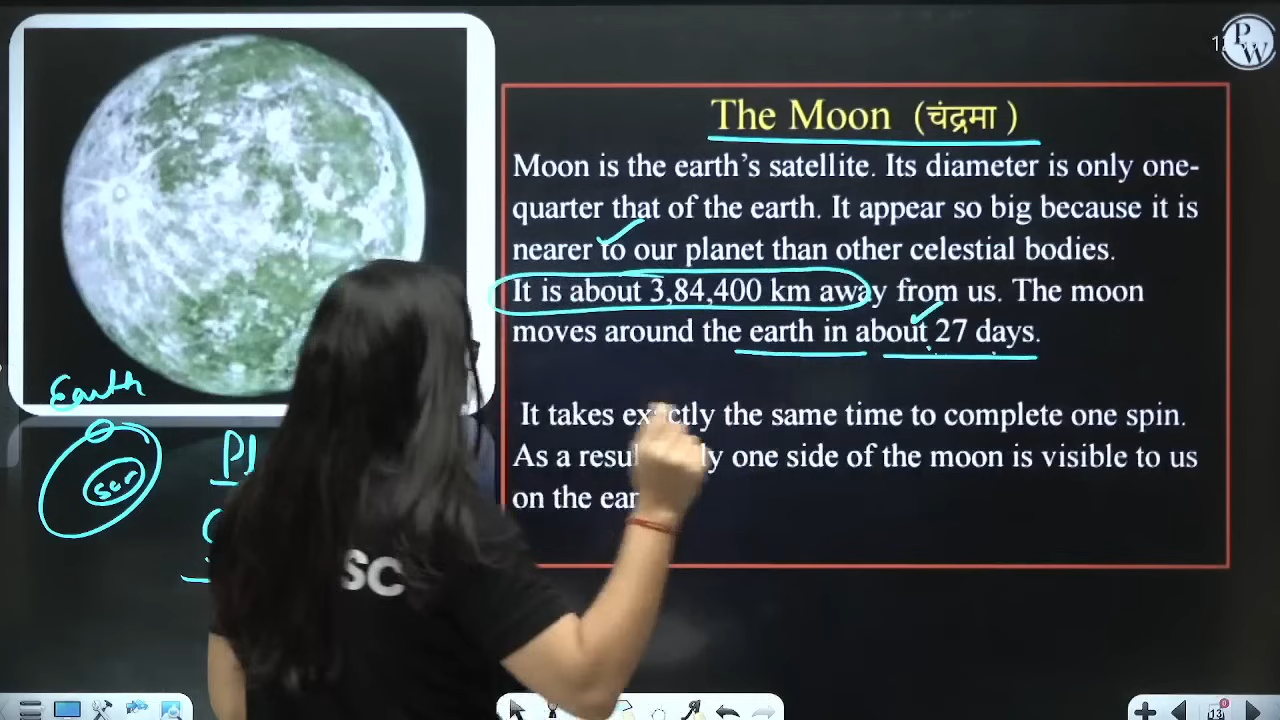 PW
The Moon (चंद्रमा )
Moon is the earth's satellite. Its diameter is only one-
quarter that of the earth. It appear so big because it is
nearer to our planet than other celestial bodies.
It is about 3,84,400 km away from us. The moon
moves around the earth in about 27 days.
It takes exactly the same time to complete one spin.
As a resul one side of the moon is visible to us
on the ear
Earth
sun
Pl
SC
13